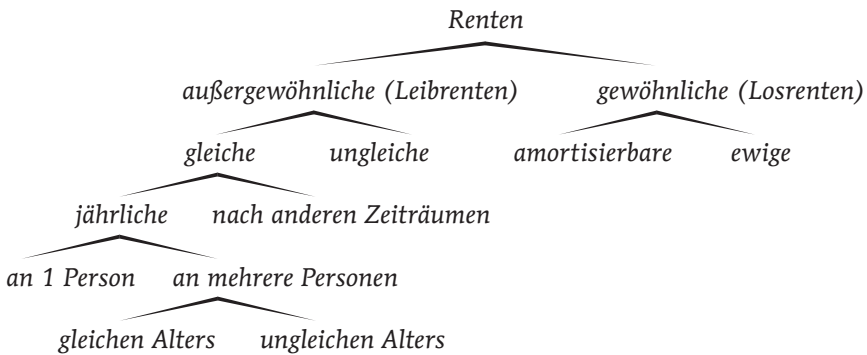 Renten
außergewöhnliche (Leibrenten) gewöhnliche (Losrenten)
gleiche ungleiche amortisierbare ewige
jährliche nach anderen Zeiträumen
an 1 Person an mehrere Personen
gleichen Alters ungleichen Alters